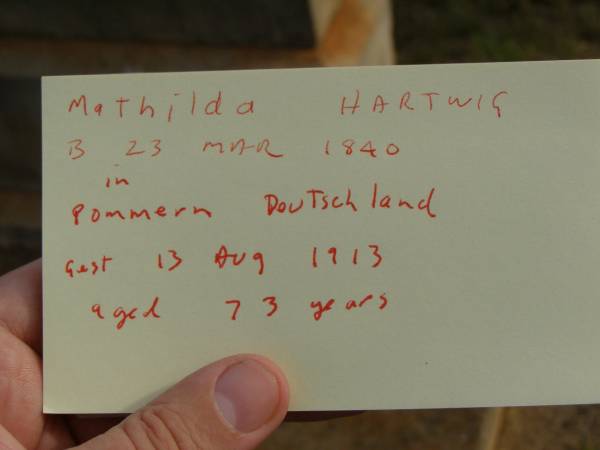 Mathilda HARTWIG
B 23 MAR 1840
in
Pommern Deutschland
Gest 13 Aug 1913
aged 73 years